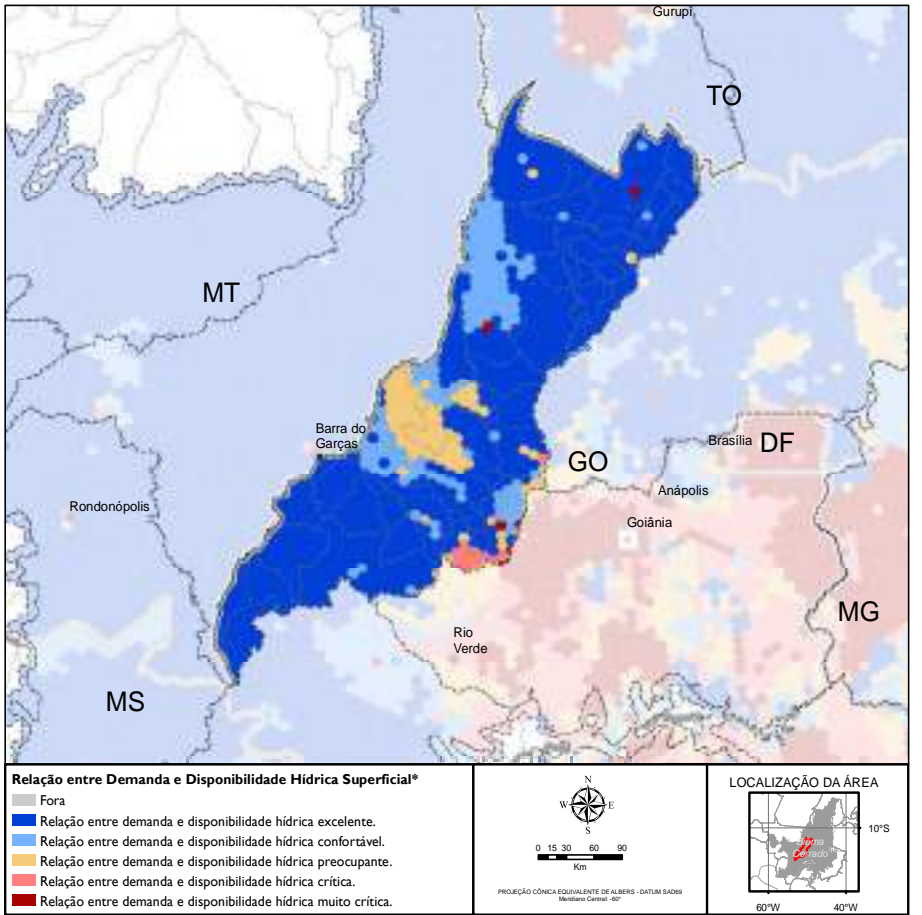 Gurupi
TO
MT
Barra do
Garças
GO
Brasília
DF
Anápolis
Rondonópolis
Goiânia
MG
Rio
Verde
MS
Relação entre Demanda e Disponibilidade Hídrica Superficial*
Fora
Relação entre demanda e disponibilidade hídrica excelente.
Relação entre demanda e disponibilidade hídrica confortável.
Relação entre demanda e disponibilidade hídrica preocupante.
Relação entre demanda e disponibilidade hídrica crítica.
Relação entre demanda e disponibilidade hídrica muito crítica.
N
W E
S
0 15 30 60 90
Km
PROJEÇÃO CÔNICA EQUIVALENTE DE ALBERS - DATUM SAD69
Meridiano Central: -60°
LOCALIZAÇÃO DA ÁREA
10°S
Bioma
Cerrado
60°W 40°W